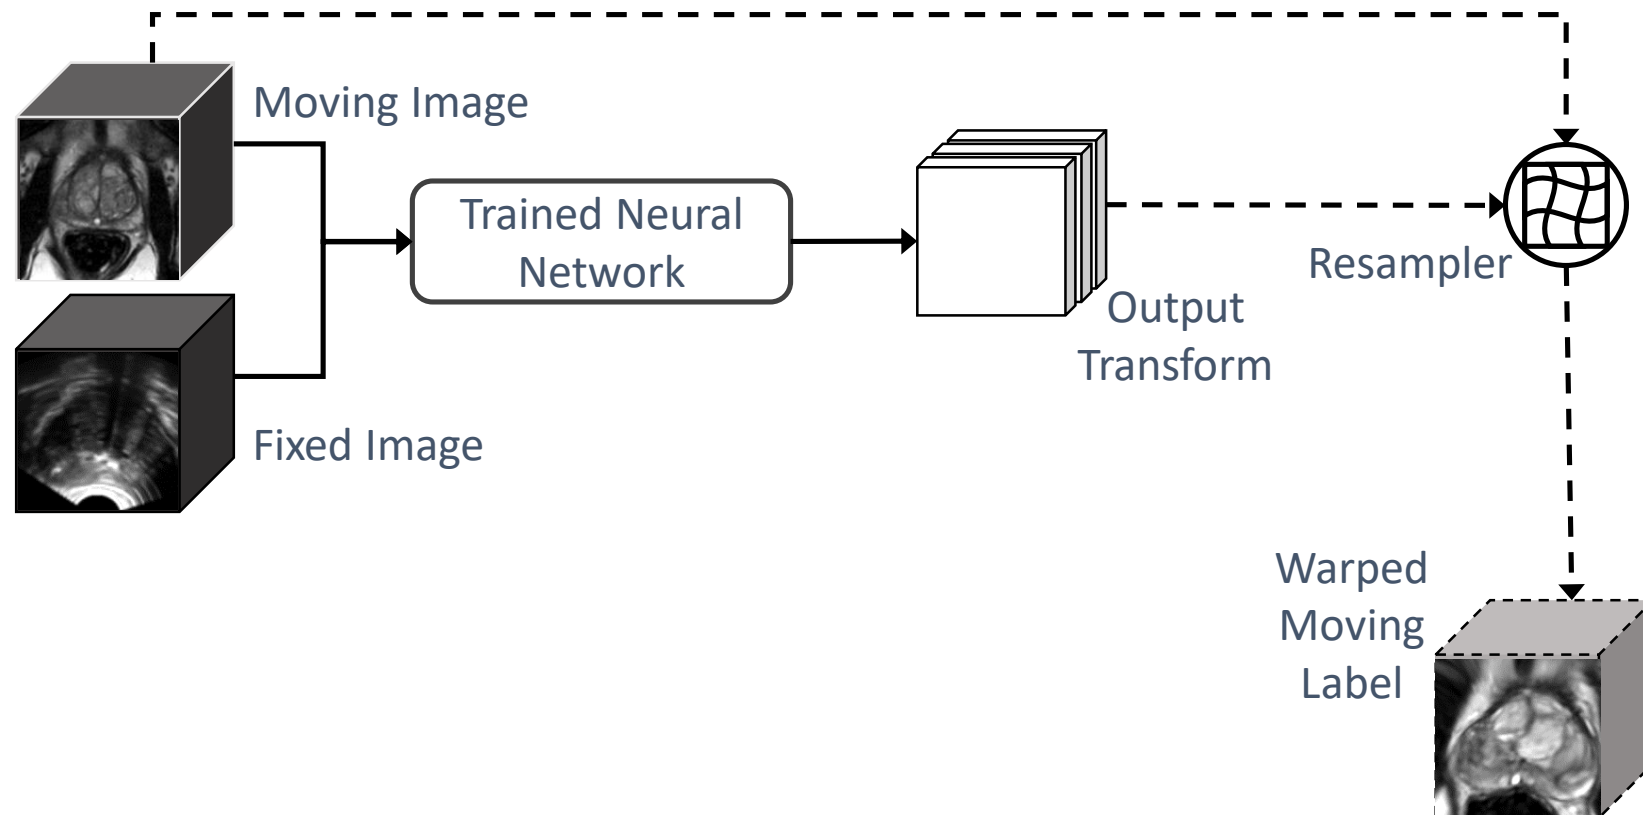 Moving Image
Trained Neural
Network
Resampler
Output
Transform
Fixed Image
Warped
Moving
Label